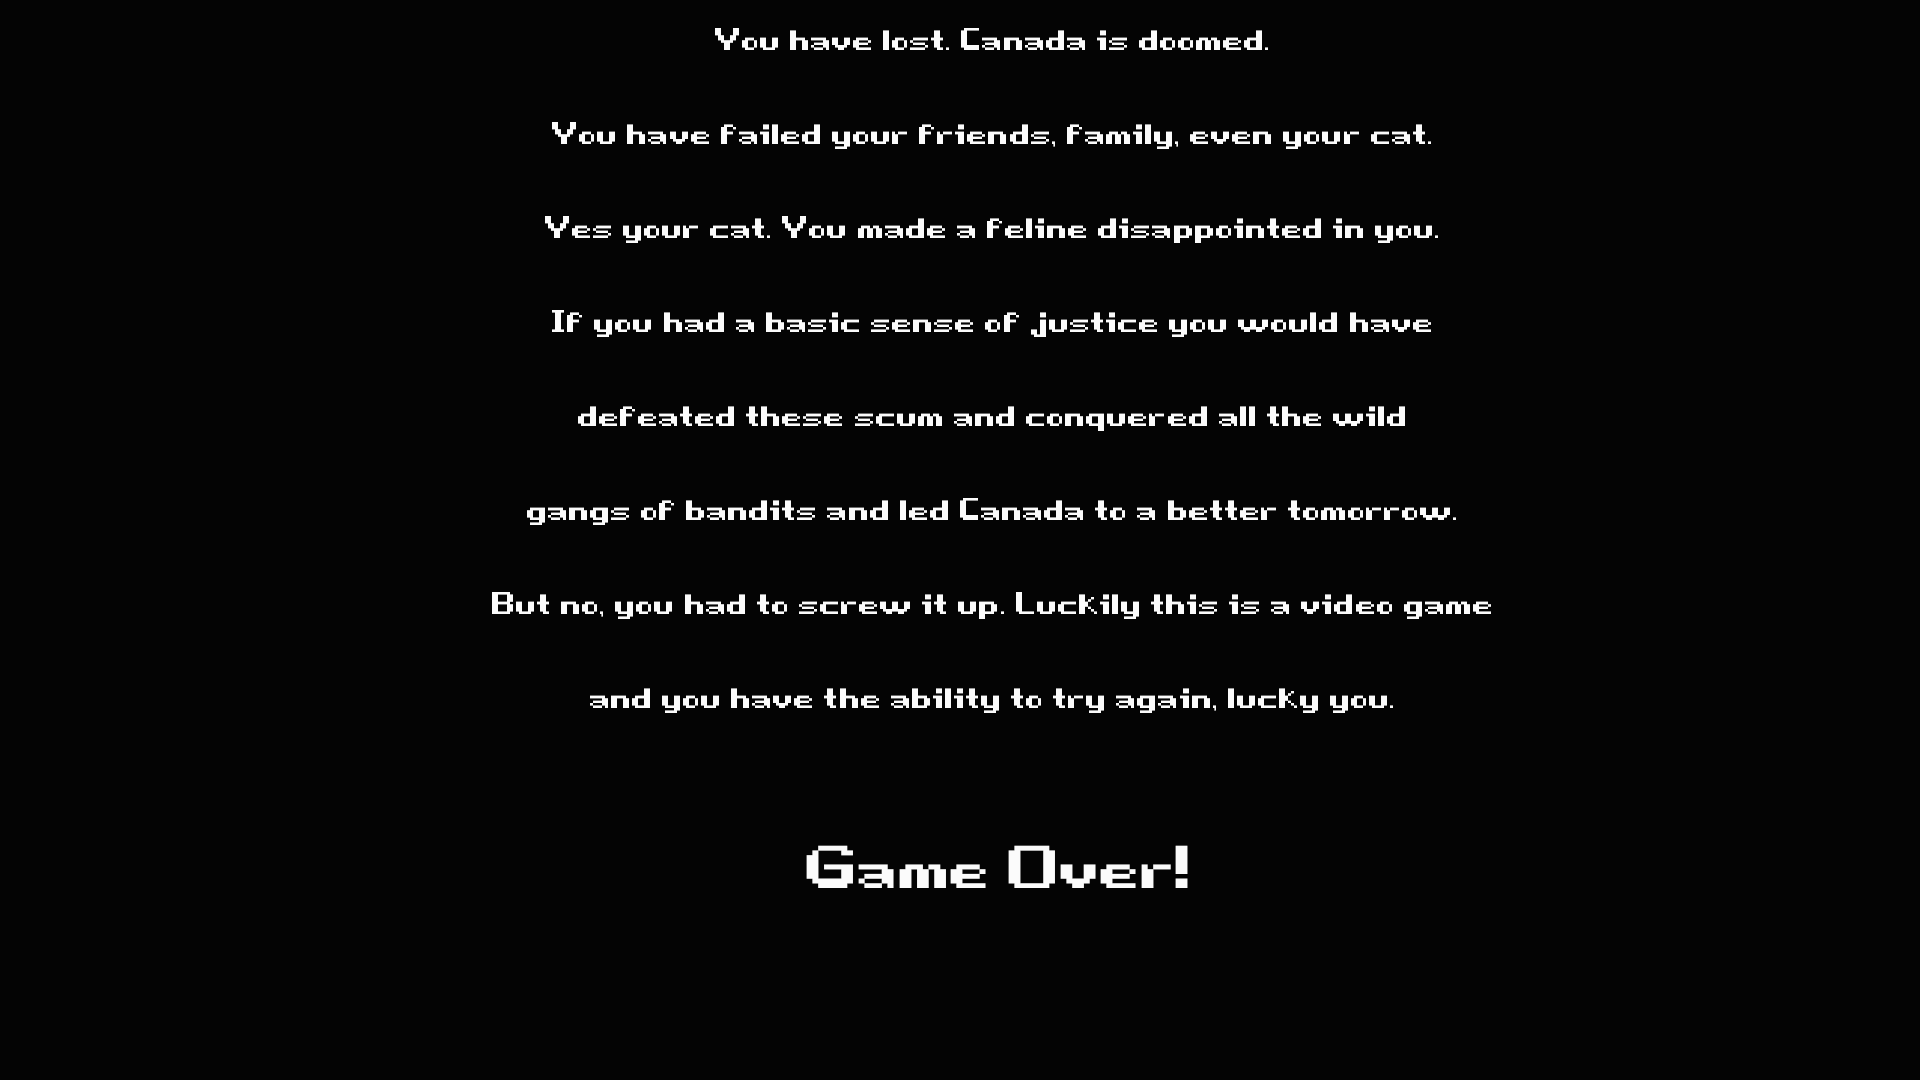 You have lost. Canada is doomed.
You have failed your friends, family, even your cat.
Yes your cat. You made a feline disappointed in you.
If you had a basic sense of justice you would have
defeated these scum and conquered all the wild
gangs of bandits and led Canada to a better tomorrow.
But no, you had to screw it up. Luckily this is a video game
and you have the ability to try again, lucky you.
Game Over!